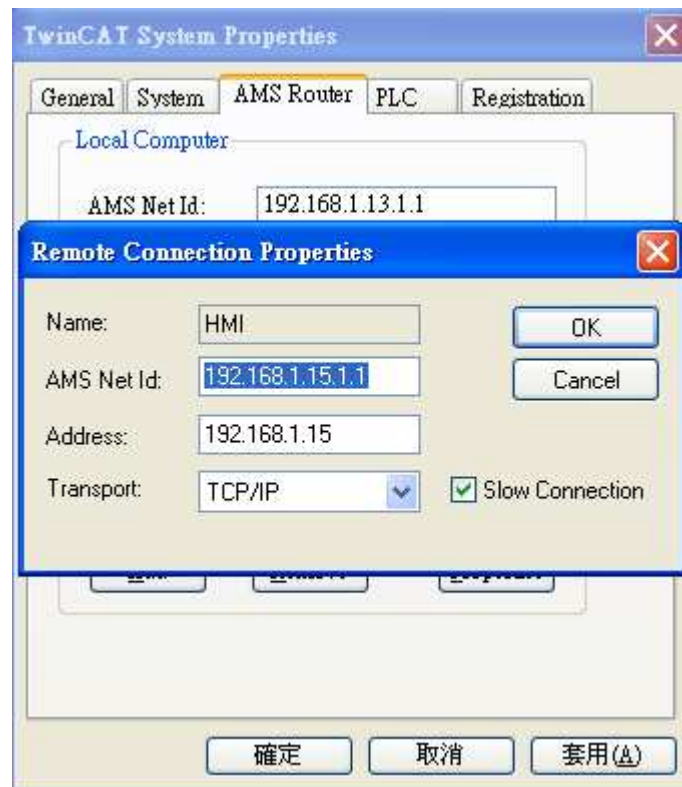 TwinCAT System Properties
General System AMS Router PLC Registration
Local Computer
AMS Net Id: 192.168.1.13.1.1
Remote Connection Properties
Name: HMI
OK
AMS Net Id: 192.168.1.15.1.1
Cancel
Address: 192.168.1.15
Transport: TCP/IP
Slow Connection
確定 取消 套用(A)